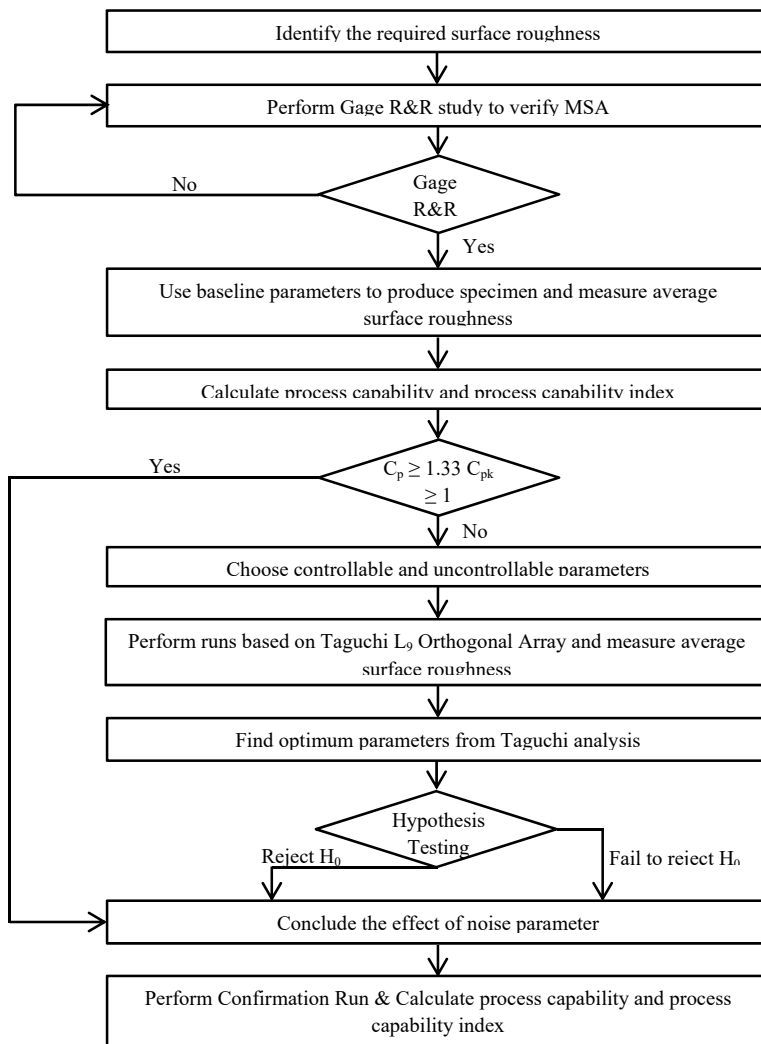 Identify the required surface roughness
Perform Gage R&R study to verify MSA
No
Gage
R&R
Yes
Use baseline parameters to produce specimen and measure average
surface roughness
Calculate process capability and process capability index
Yes
Cₚ ≥ 1.33 Cₚₖ
≥ 1
No
Choose controllable and uncontrollable parameters
Perform runs based on Taguchi L₉ Orthogonal Array and measure average
surface roughness
Find optimum parameters from Taguchi analysis
Hypothesis
Testing
Reject H₀
Fail to reject H₀
Conclude the effect of noise parameter
Perform Confirmation Run & Calculate process capability and process
capability index